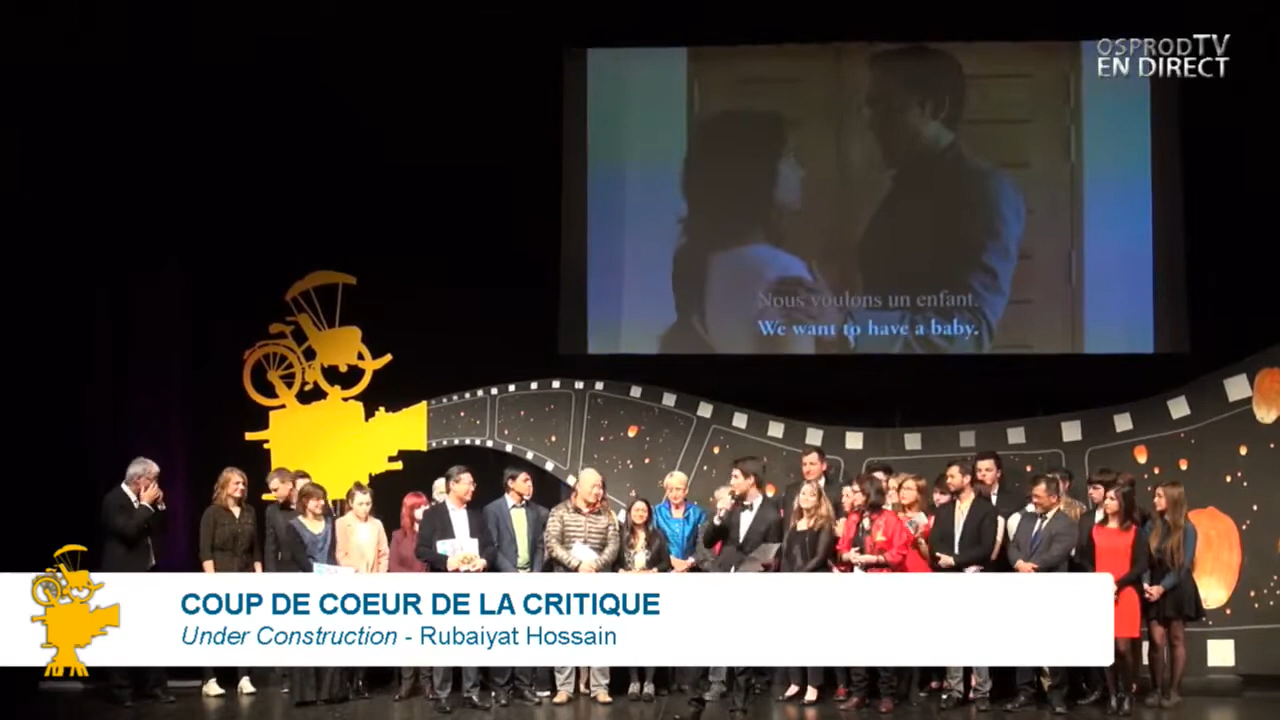 OSPRODTV
EN DIRECT
Nous voulons un enfant.
We want to have a baby.
COUP DE COEUR DE LA CRITIQUE
Under Construction - Rubaiyat Hossain